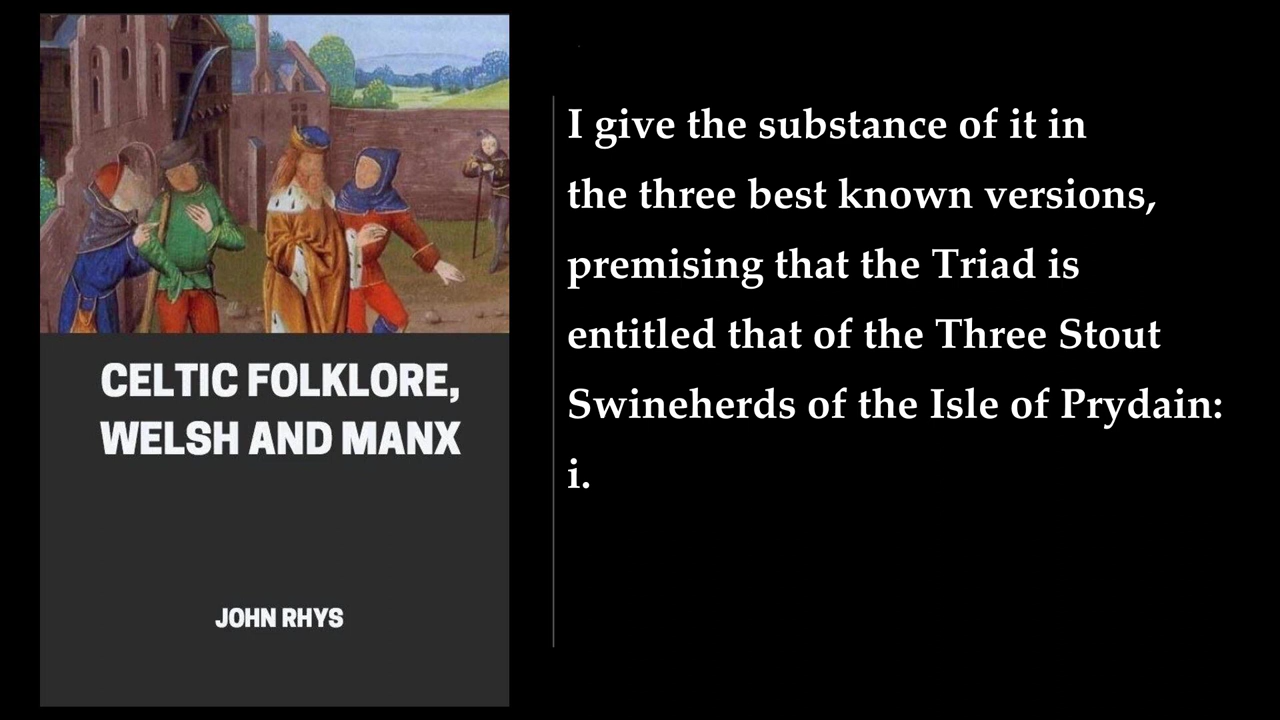 CELTIC FOLKLORE,
WELSH AND MANX
JOHN RHYS
I give the substance of it in
the three best known versions,
premising that the Triad is
entitled that of the Three Stout
Swineherds of the Isle of Prydain:
i.